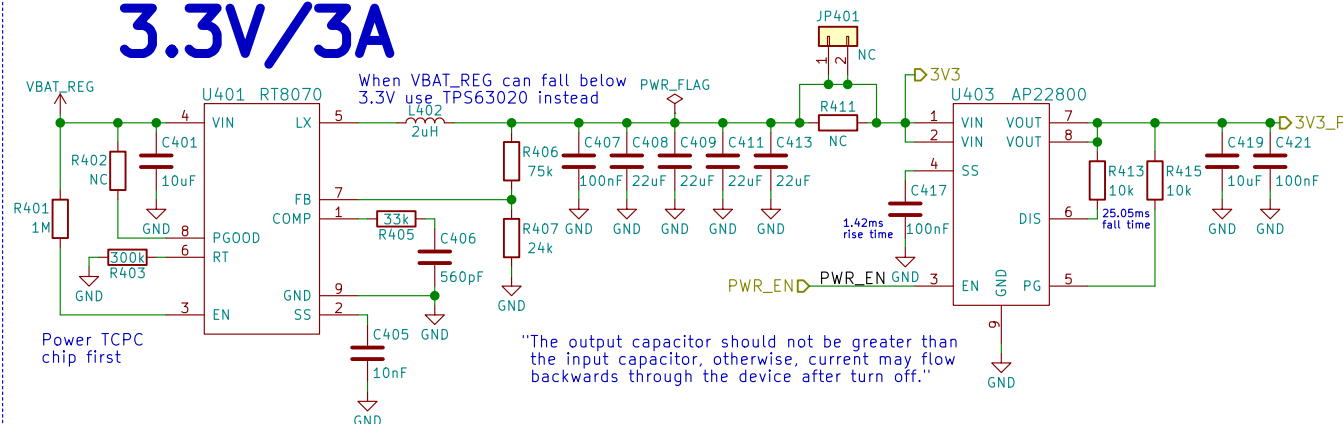 3.3V/3A
JP401
NC
1
2
When VBAT_REG can fall below
3.3V use TPS63020 instead
VBAT_REG
PWR_FLAG
3V3
U401 RT8070
L402
2uH
R411
NC
U403 AP22800
4 VIN
LX 5
1 VIN
2 VIN
VOUT 7
VOUT 8
3V3_P
R402
NC
C401
10uF
GND
R401
1M
R406
75k
C407
100nF
GND
C408
22uF
GND
C409
22uF
GND
C411
22uF
GND
C413
22uF
GND
4 SS
C417
100nF
GND
1.42ms
rise time
R413
10k
R415
10k
C419
10uF
GND
C421
100nF
GND
FB 7
COMP 1
33k
R405
R407
24k
GND
DIS 6
25.05ms
fall time
8 PGOOD
6 RT
300k
R403
GND
C406
560pF
GND
PWR_EN
PWR_EN
3 EN
GND
PG 5
9
GND
GND 9
3 EN
SS 2
C405
10nF
GND
Power TCPC
chip first
"The output capacitor should not be greater than
the input capacitor, otherwise, current may flow
backwards through the device after turn off."